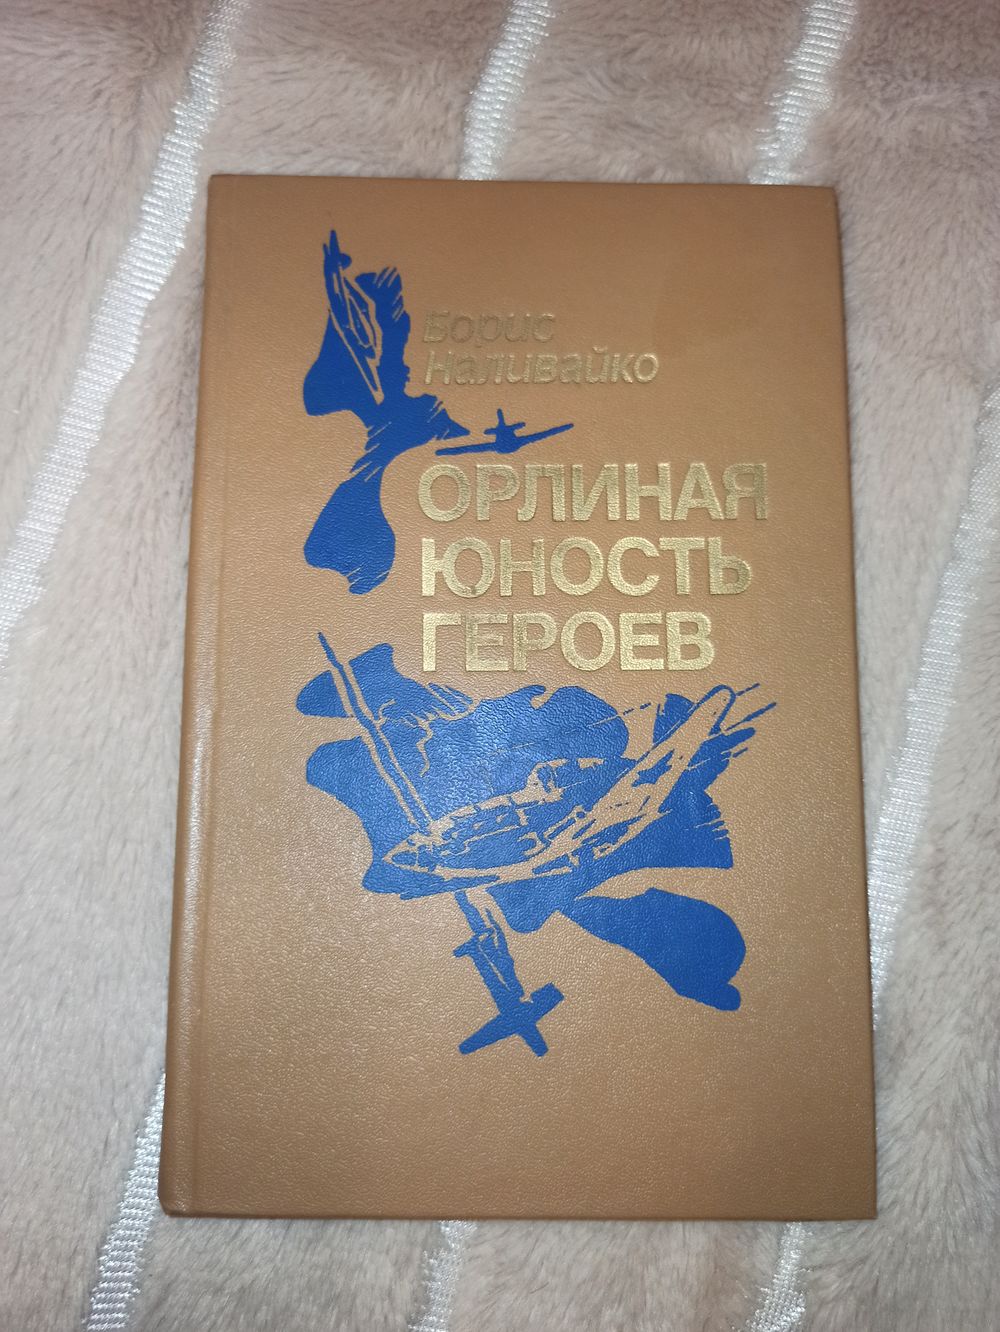 Борис
Наливайко
ОРЛИНАЯ
ЮНОСТЬ
ГЕРОЕВ